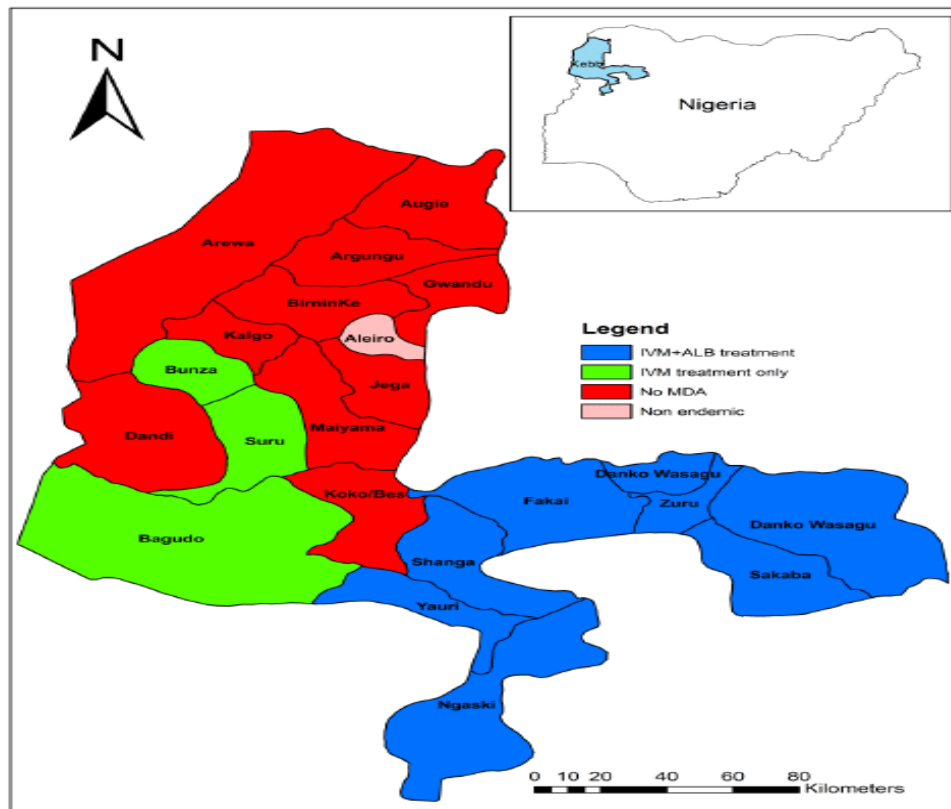 N
Kebbi
Nigeria
Augie
Arewa
Argungu
Gwandu
BirninKe
Kalgo
Aleiro
Bunza
Jega
Dandi
Suru
Maiyama
Koko/Bes
Bagudo
Shanga
Yauri
Ngaski
Fakai
Danko Wasagu
Zuru
Danko Wasagu
Sakaba
Legend
IVM+ALB treatment
IVM treatment only
No MDA
Non endemic
0 10 20 40 60 80
Kilometers